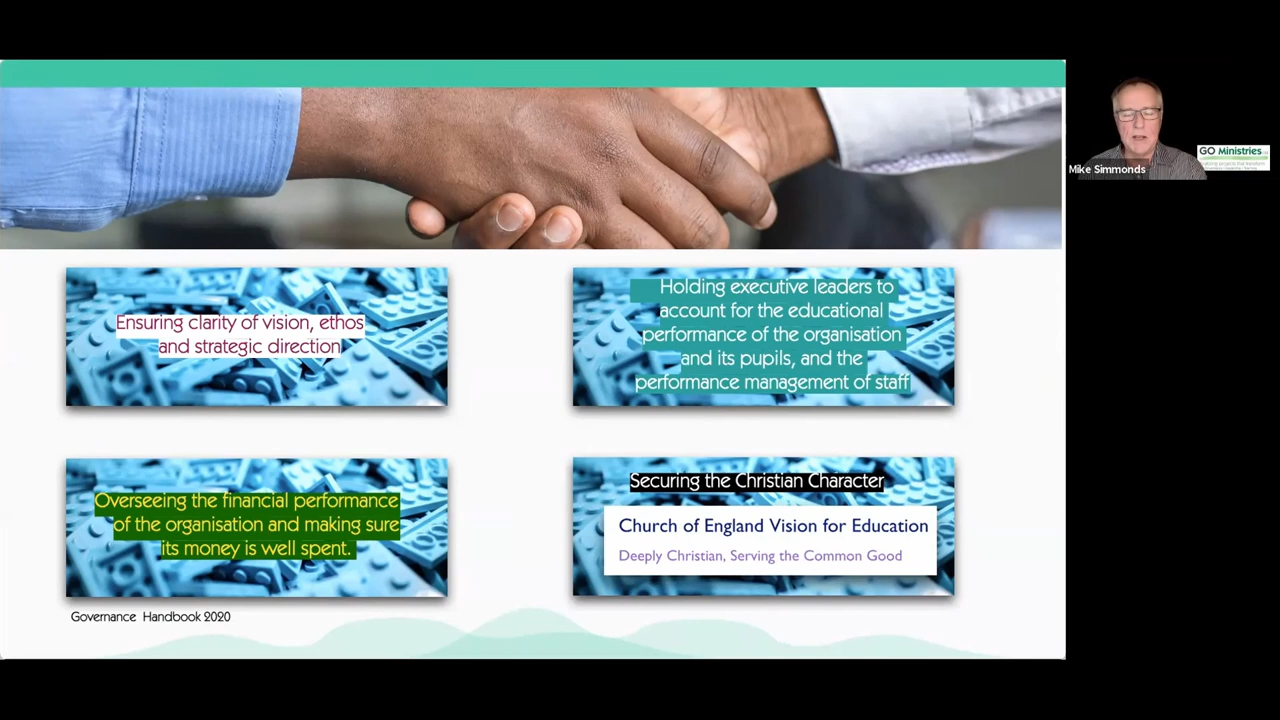 Ensuring clarity of vision, ethos
and strategic direction
Holding executive leaders to
account for the educational
performance of the organisation
and its pupils, and the
performance management of staff
Overseeing the financial performance
of the organisation and making sure
its money is well spent.
Securing the Christian Character
Church of England Vision for Education
Deeply Christian, Serving the Common Good
Governance Handbook 2020
Mike Simmonds
GO Ministries